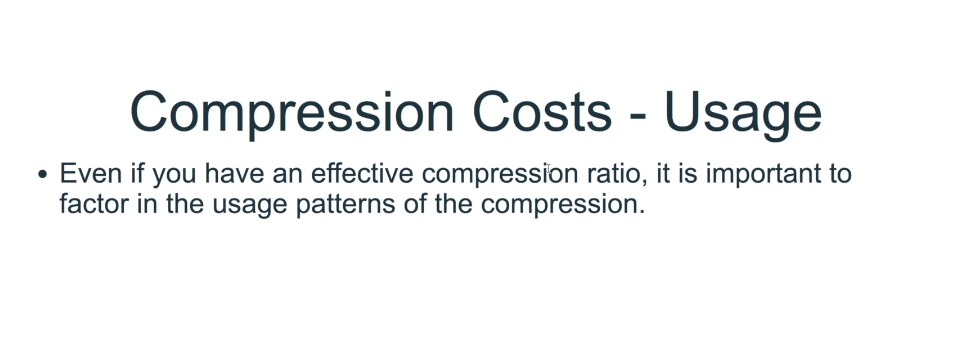 Compression Costs - Usage
• Even if you have an effective compression ratio, it is important to
factor in the usage patterns of the compression.